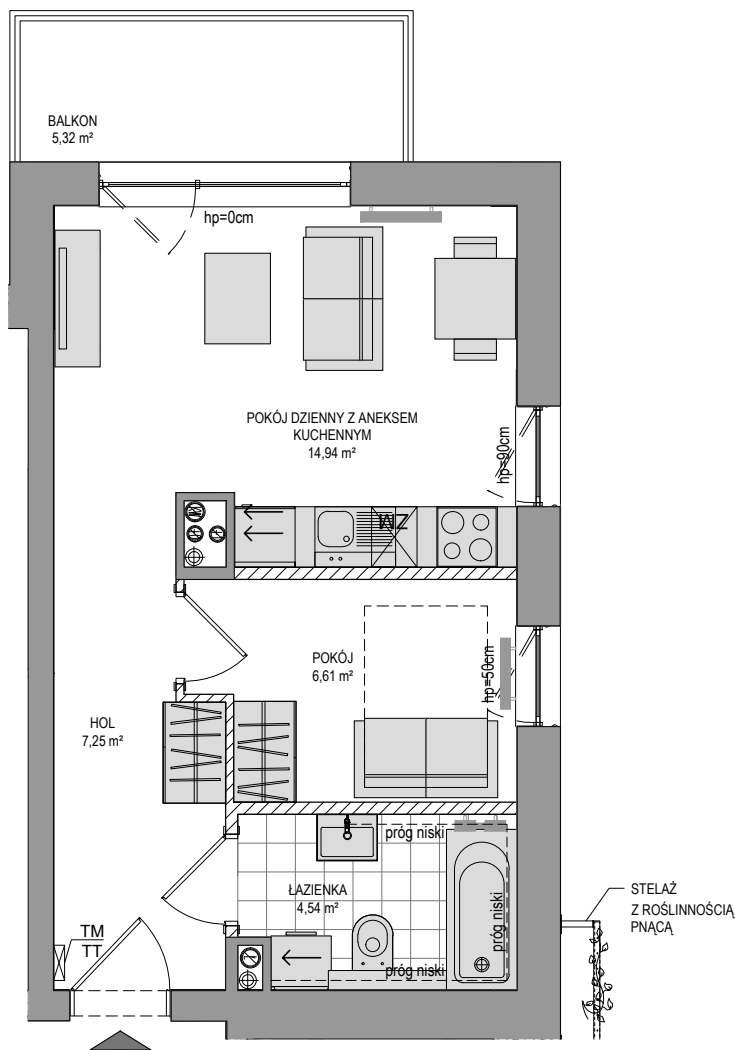 BALKON
5,32 m²
hp=0cm
POKÓJ DZIENNY Z ANEKSEM
KUCHENNYM
14,94 m²
hp=90cm
ZM
POKÓJ
6,61 m²
hp=50cm
HOL
7,25 m²
próg niski
ŁAZIENKA
4,54 m²
próg niski
próg niski
TM
TT
STELAŻ
Z ROŚLINNOŚCIĄ
PNĄCĄ